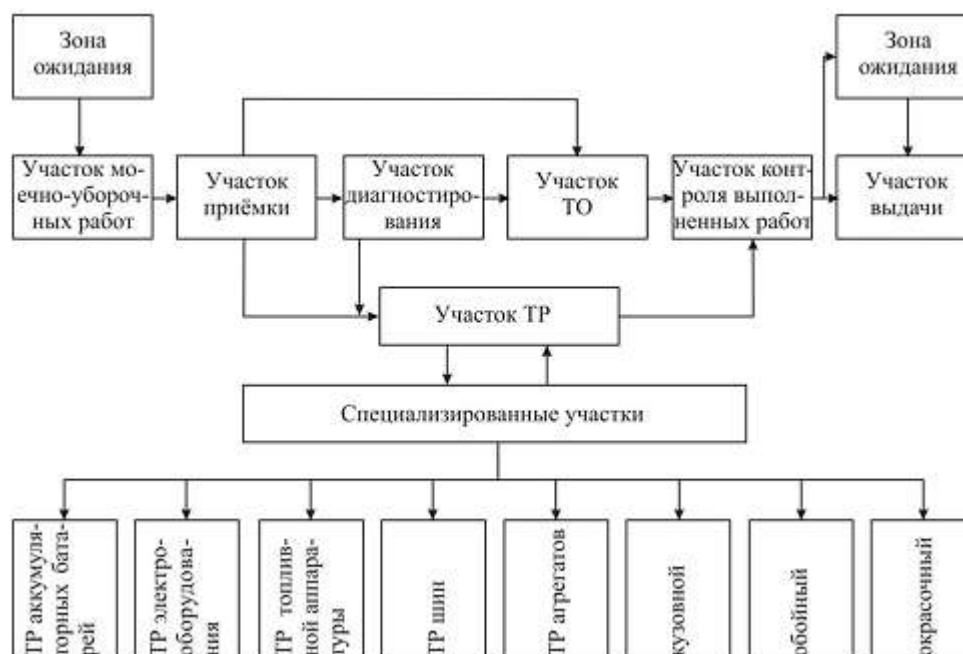 Зона
ожидания
Зона
ожидания
Участок мо-
ечно-убороч-
ных работ
Участок
приёмки
Участок
диагностиро-
вания
Участок
ТО
Участок конт-
роля выпол-
ненных работ
Участок
выдачи
Участок ТР
Специализированные участки
ТР аккумуля-
торных бата-
рей
ТР электро-
оборудова-
ния
ТР топлив-
ной аппара-
туры
ТР шин
ТР агрегатов
кузовной
обойный
окрасочный